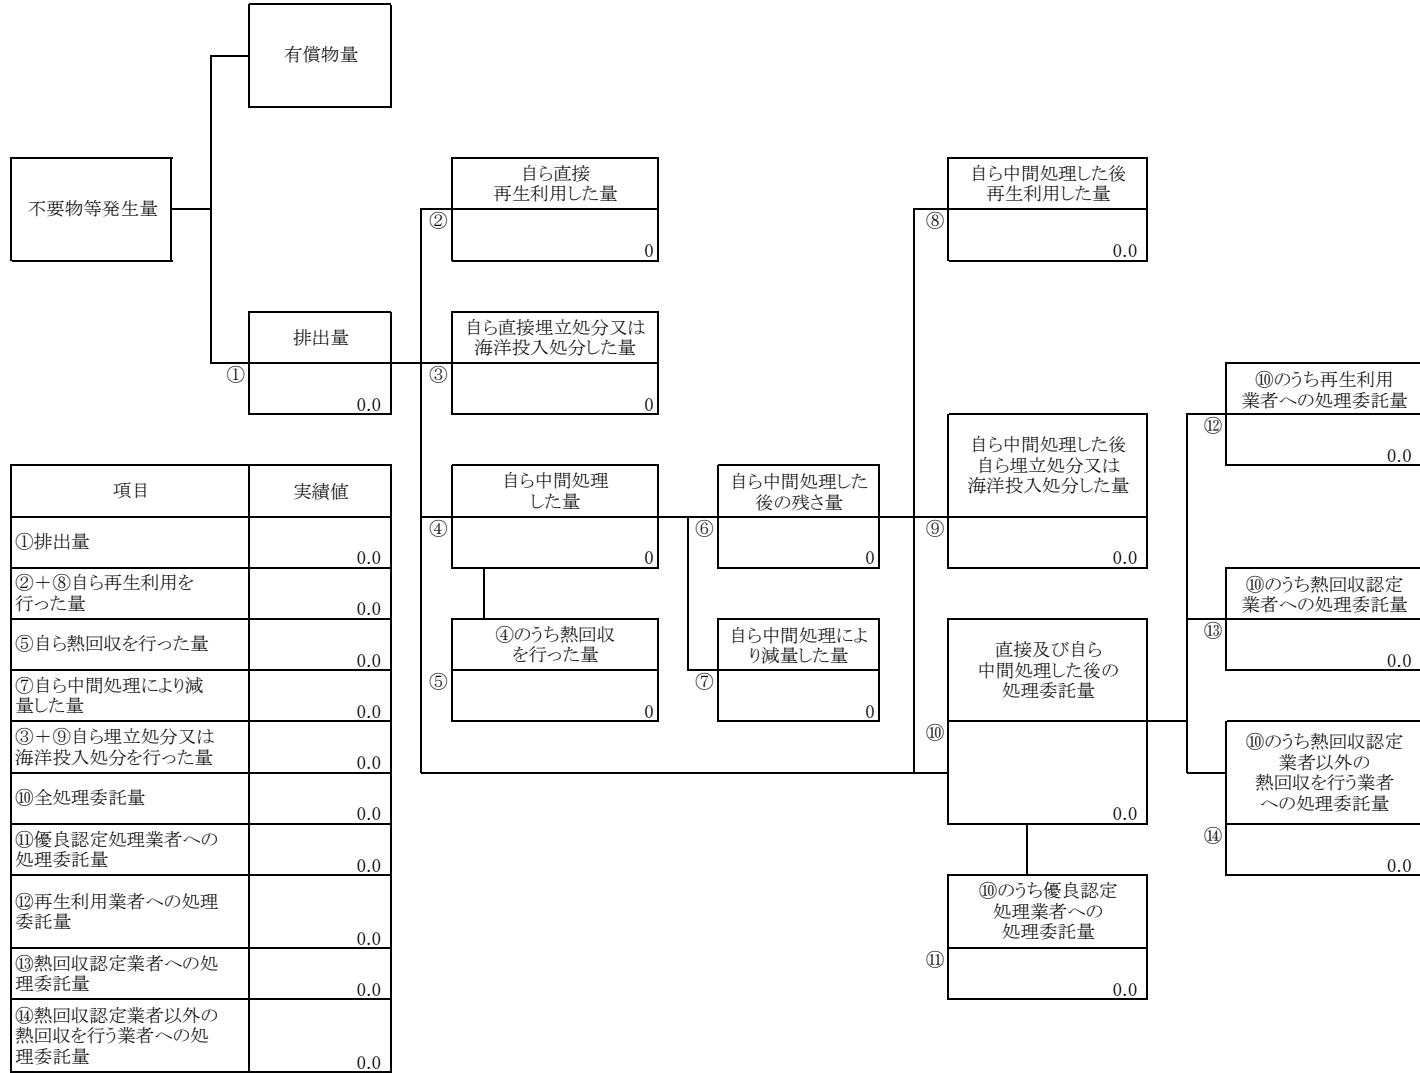 有償物量
不要物等発生量
自ら直接
再生利用した量
②
0
自ら中間処理した後
再生利用した量
⑧
0.0
排出量
①
0.0
自ら直接埋立処分又は
海洋投入処分した量
③
0
⑩のうち再生利用
業者への処理委託量
⑫
0.0
自ら中間処理
した量
④
0
自ら中間処理した
後の残さ量
⑥
0
自ら中間処理した後
自ら埋立処分又は
海洋投入処分した量
⑨
0.0
⑩のうち熱回収認定
業者への処理委託量
⑬
0.0
④のうち熱回収
を行った量
⑤
0
自ら中間処理によ
り減量した量
⑦
0
直接及び自ら
中間処理した後の
処理委託量
⑩
0.0
⑩のうち熱回収認定
業者以外の
熱回収を行う業者
への処理委託量
⑭
0.0
⑩のうち優良認定
処理業者への
処理委託量
⑪
0.0
項目 実績値
①排出量
0.0
②＋⑧自ら再生利用を
行った量
0.0
⑤自ら熱回収を行った量
0.0
⑦自ら中間処理により減
量した量
0.0
③＋⑨自ら埋立処分又は
海洋投入処分を行った量
0.0
⑩全処理委託量
0.0
⑪優良認定処理業者への
処理委託量
0.0
⑫再生利用業者への処理
委託量
0.0
⑬熱回収認定業者への処
理委託量
0.0
⑭熱回収認定業者以外の
熱回収を行う業者への処
理委託量
0.0